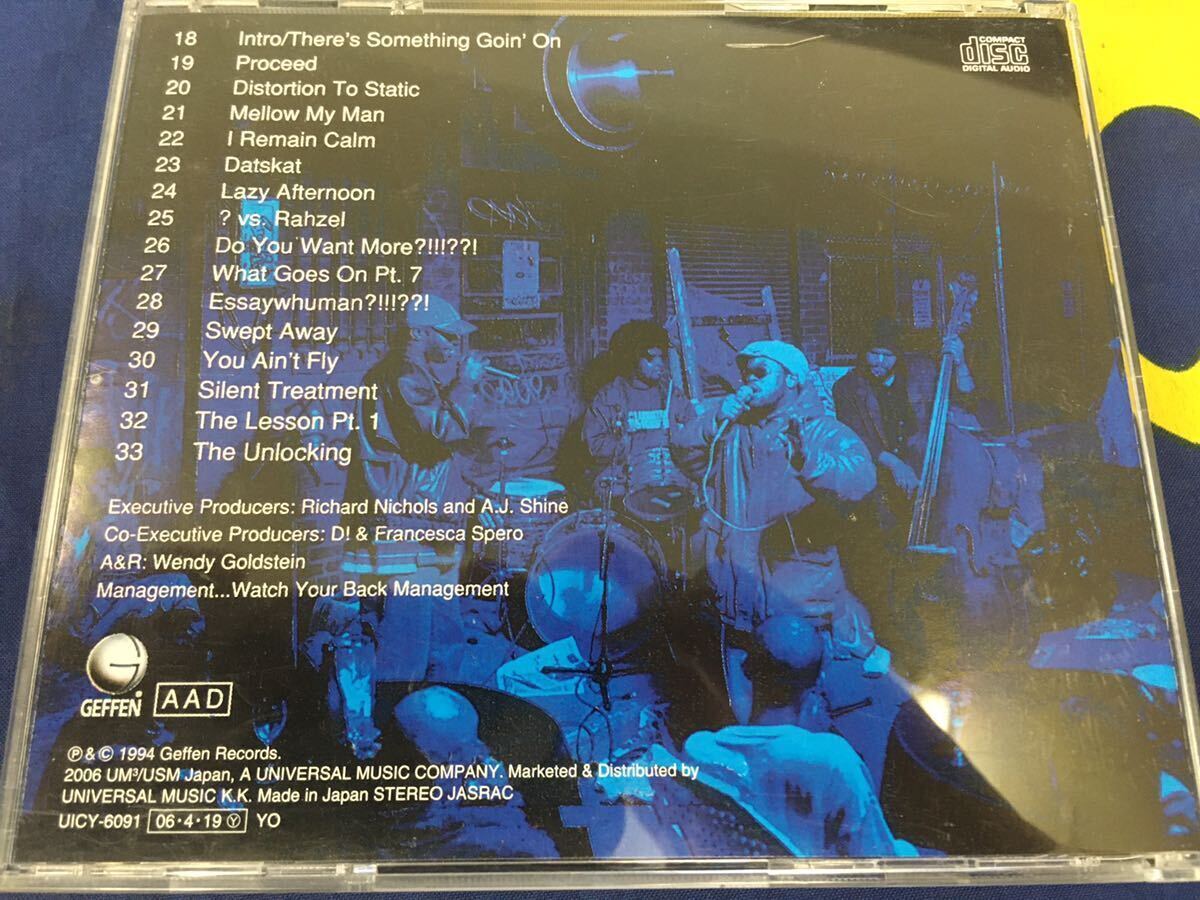 18 Intro/There's Something Goin' On
19 Proceed
20 Distortion To Static
21 Mellow My Man
22 I Remain Calm
23 Datskat
24 Lazy Afternoon
25 ? vs. Rahzel
26 Do You Want More?!!!??!
27 What Goes On Pt. 7
28 Essaywhuman?!!!??!
29 Swept Away
30 You Ain't Fly
31 Silent Treatment
32 The Lesson Pt. 1
33 The Unlocking
COMPACT
disc
DIGITAL AUDIO
Executive Producers: Richard Nichols and A.J. Shine
Co-Executive Producers: D! & Francesca Spero
A&R: Wendy Goldstein
Management...Watch Your Back Management
GEFFEN AAD
℗ & © 1994 Geffen Records.
2006 UM³/USM Japan, A UNIVERSAL MUSIC COMPANY. Marketed & Distributed by
UNIVERSAL MUSIC K.K. Made in Japan STEREO JASRAC
UICY-6091 06・4・19 Ⓨ YO